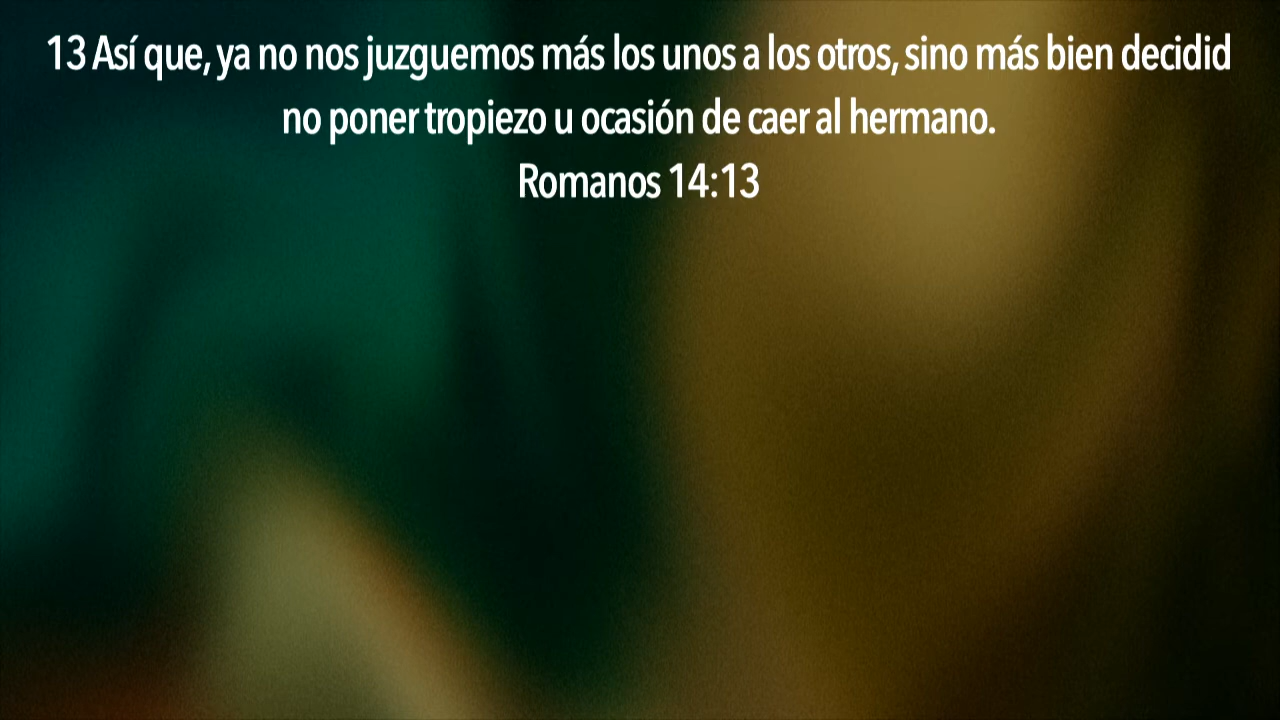 13 Así que, ya no nos juzguemos más los unos a los otros, sino más bien decidid
no poner tropiezo u ocasión de caer al hermano.
Romanos 14:13